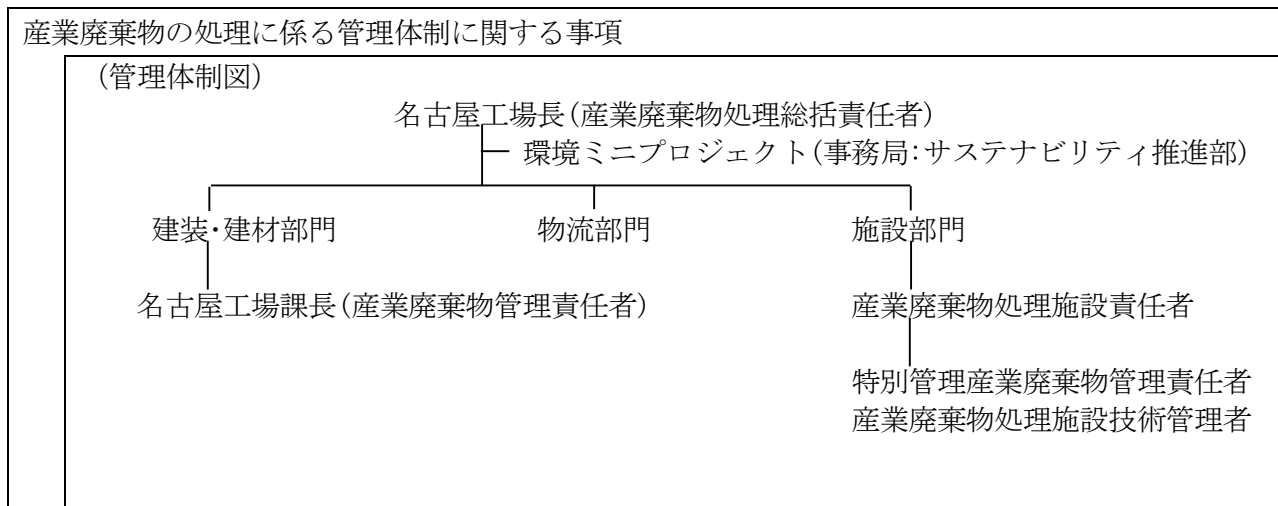 産業廃棄物の処理に係る管理体制に関する事項
(管理体制図)
名古屋工場長(産業廃棄物処理総括責任者)
環境ミニプロジェクト(事務局:サステナビリティ推進部)
建装・建材部門 物流部門 施設部門
名古屋工場課長(産業廃棄物管理責任者) 産業廃棄物処理施設責任者
特別管理産業廃棄物管理責任者
産業廃棄物処理施設技術管理者